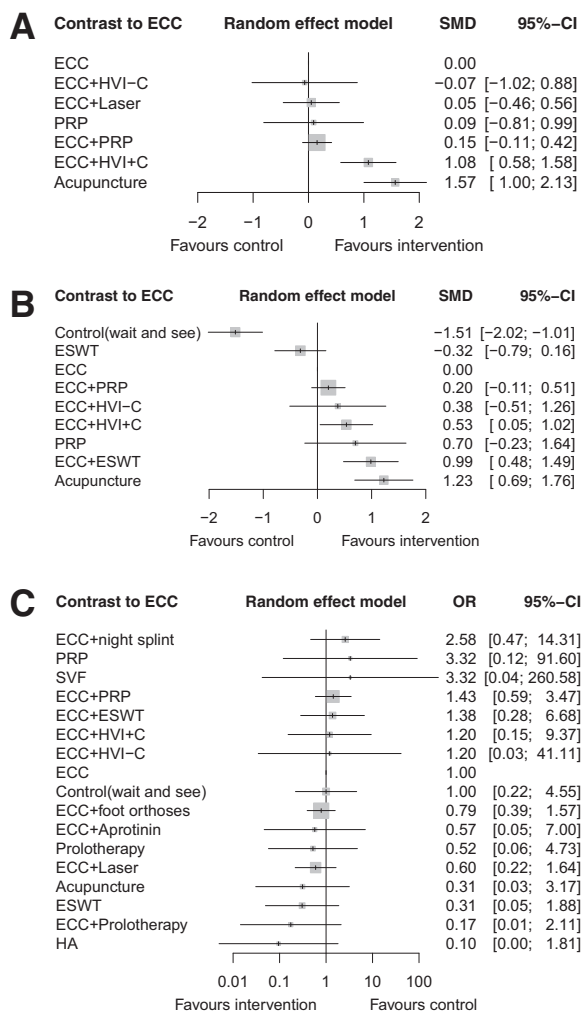 A Contrast to ECC Random effect model SMD 95%−CI
ECC 0.00
ECC+HVI−C −0.07 [−1.02; 0.88]
ECC+Laser 0.05 [−0.46; 0.56]
PRP 0.09 [−0.81; 0.99]
ECC+PRP 0.15 [−0.11; 0.42]
ECC+HVI+C 1.08 [ 0.58; 1.58]
Acupuncture 1.57 [ 1.00; 2.13]
−2 −1 0 1 2
Favours control Favours intervention
B Contrast to ECC Random effect model SMD 95%−CI
Control(wait and see) −1.51 [−2.02; −1.01]
ESWT −0.32 [−0.79; 0.16]
ECC 0.00
ECC+PRP 0.20 [−0.11; 0.51]
ECC+HVI−C 0.38 [−0.51; 1.26]
ECC+HVI+C 0.53 [ 0.05; 1.02]
PRP 0.70 [−0.23; 1.64]
ECC+ESWT 0.99 [ 0.48; 1.49]
Acupuncture 1.23 [ 0.69; 1.76]
−2 −1 0 1 2
Favours control Favours intervention
C Contrast to ECC Random effect model OR 95%−CI
ECC+night splint 2.58 [0.47; 14.31]
PRP 3.32 [0.12; 91.60]
SVF 3.32 [0.04; 260.58]
ECC+PRP 1.43 [0.59; 3.47]
ECC+ESWT 1.38 [0.28; 6.68]
ECC+HVI+C 1.20 [0.15; 9.37]
ECC+HVI−C 1.20 [0.03; 41.11]
ECC 1.00
Control(wait and see) 1.00 [0.22; 4.55]
ECC+foot orthoses 0.79 [0.39; 1.57]
ECC+Aprotinin 0.57 [0.05; 7.00]
Prolotherapy 0.52 [0.06; 4.73]
ECC+Laser 0.60 [0.22; 1.64]
Acupuncture 0.31 [0.03; 3.17]
ESWT 0.31 [0.05; 1.88]
ECC+Prolotherapy 0.17 [0.01; 2.11]
HA 0.10 [0.00; 1.81]
0.01 0.1 1 10 100
Favours intervention Favours control